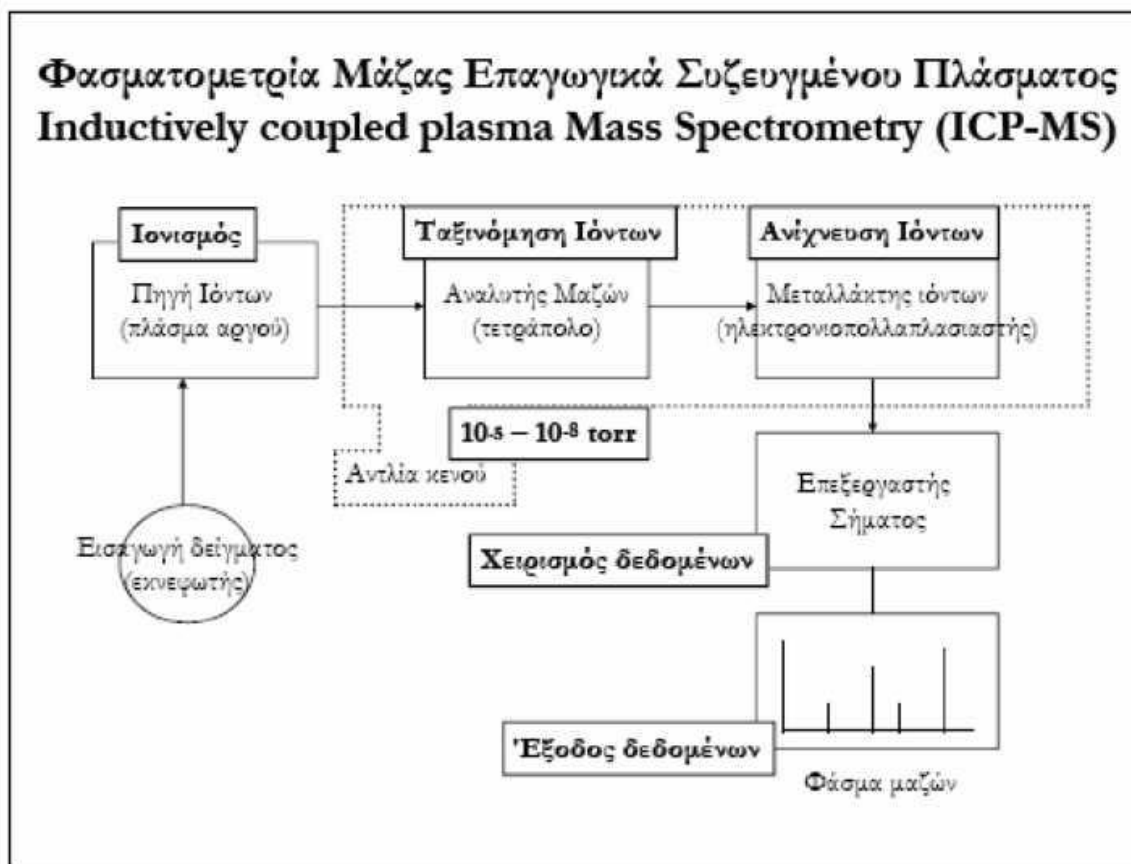 Φασματομετρία Μάζας Επαγωγικά Συζευγμένου Πλάσματος
Inductively coupled plasma Mass Spectrometry (ICP-MS)
Ιονισμός
Πηγή Ιόντων
(πλάσμα αργού)
Ταξινόμηση Ιόντων
Αναλυτής Μαζών
(τετράπολο)
Ανίχνευση Ιόντων
Μεταλλάκτης ιόντων
(ηλεκτρονιοπολλαπλασιαστής)
10-5 – 10-8 torr
Αντλία κενού
Εισαγωγή δείγματος
(εκνεφωτής)
Επεξεργαστής
Σήματος
Χειρισμός δεδομένων
Έξοδος δεδομένων
Φάσμα μαζών